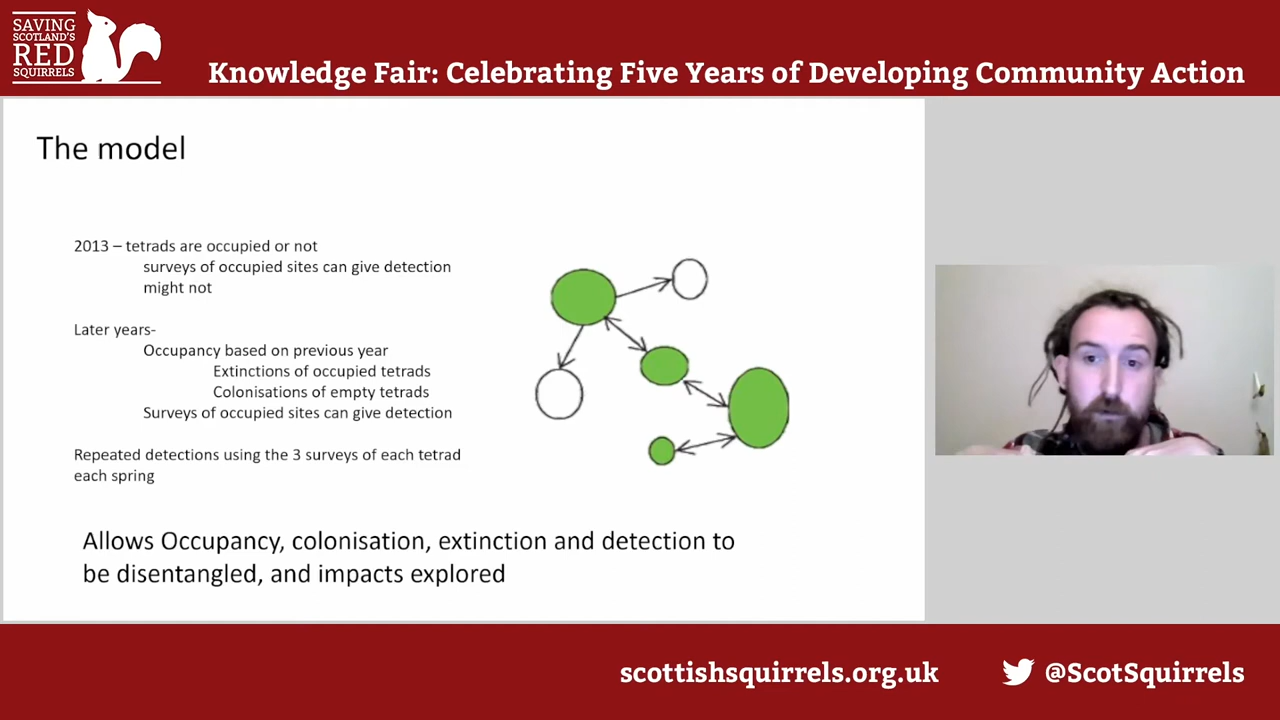 SAVING
SCOTLAND'S
RED
SQUIRRELS
Knowledge Fair: Celebrating Five Years of Developing Community Action
The model
2013 – tetrads are occupied or not
surveys of occupied sites can give detection
might not
Later years-
Occupancy based on previous year
Extinctions of occupied tetrads
Colonisations of empty tetrads
Surveys of occupied sites can give detection
Repeated detections using the 3 surveys of each tetrad
each spring
Allows Occupancy, colonisation, extinction and detection to
be disentangled, and impacts explored
scottishsquirrels.org.uk
@ScotSquirrels